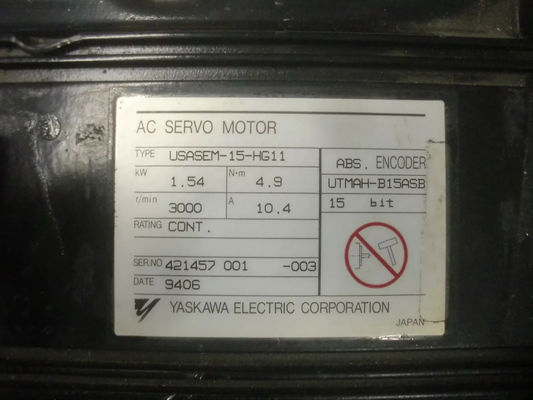 AC SERVO MOTOR
TYPE USASEM-15-HG11
kW 1.54 N·m 4.9
r/min 3000 A 10.4
RATING CONT.
SER.NO 421457 001 -003
DATE 9406
ABS. ENCODER
UTMAH-B15ASB
15 bit
YASKAWA ELECTRIC CORPORATION
JAPAN